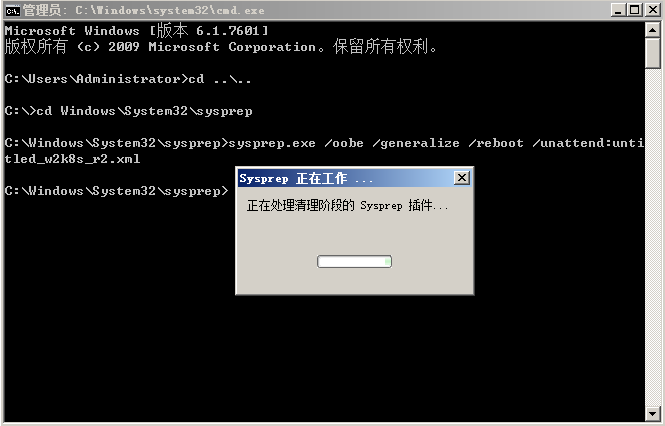 管理员: C:\Windows\system32\cmd.exe
Microsoft Windows [版本 6.1.7601]
版权所有 (c) 2009 Microsoft Corporation。保留所有权利。
C:\Users\Administrator>cd ..\..
C:\>cd Windows\System32\sysprep
C:\Windows\System32\sysprep>sysprep.exe /oobe /generalize /reboot /unattend:unti
tled_w2k8s_r2.xml
C:\Windows\System32\sysprep>
Sysprep 正在工作 ...
正在处理清理阶段的 Sysprep 插件...